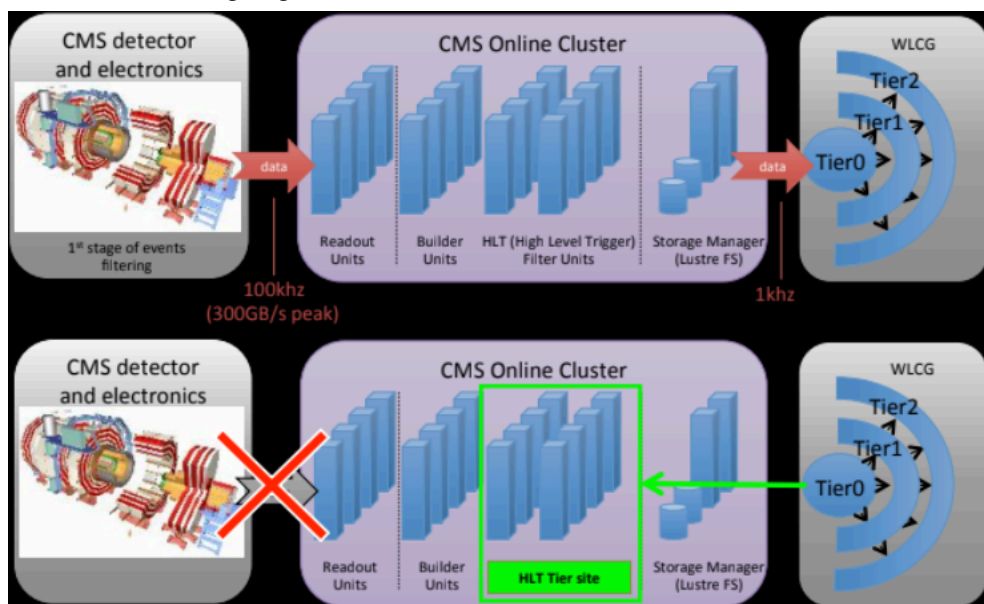 CMS detector
and electronics
1st stage of events
filtering
data
100khz
(300GB/s peak)
CMS Online Cluster
Readout
Units
Builder
Units
HLT (High Level Trigger)
Filter Units
Storage Manager
(Lustre FS)
data
1khz
WLCG
Tier2
Tier1
Tier0
CMS detector
and electronics
CMS Online Cluster
Readout
Units
Builder
Units
HLT Tier site
Storage Manager
(Lustre FS)
WLCG
Tier2
Tier1
Tier0